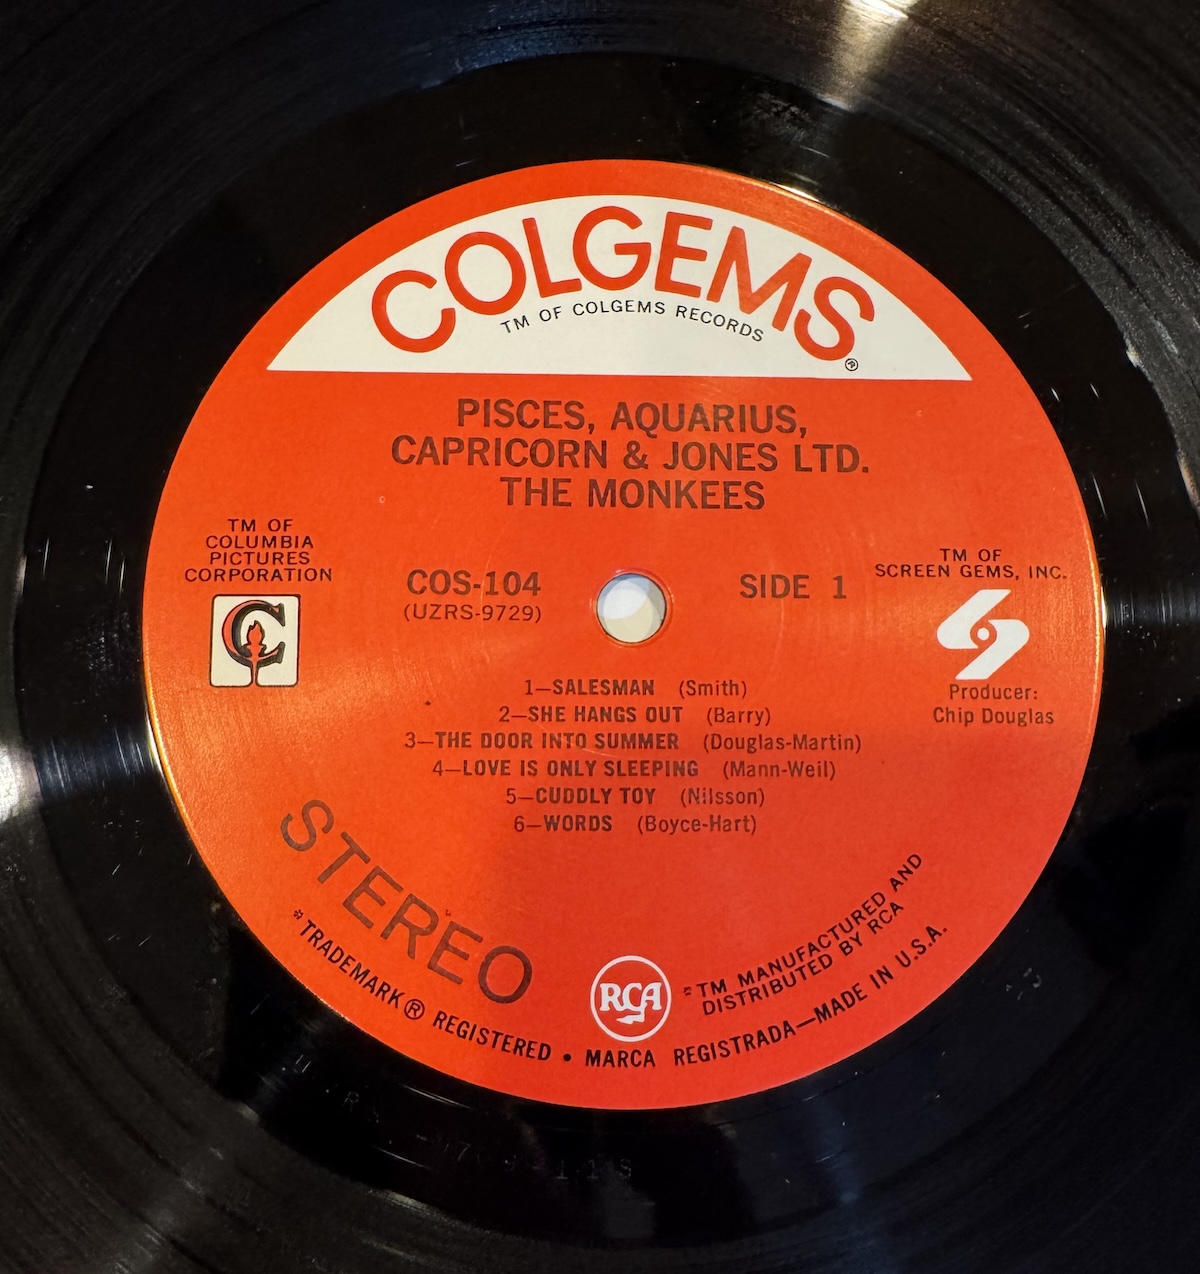 COLGEMS®
TM OF COLGEMS RECORDS
PISCES, AQUARIUS,
CAPRICORN & JONES LTD.
THE MONKEES
TM OF
COLUMBIA
PICTURES
CORPORATION
COS-104
(UZRS-9729)
SIDE 1
TM OF
SCREEN GEMS, INC.
Producer:
Chip Douglas
1—SALESMAN (Smith)
2—SHE HANGS OUT (Barry)
3—THE DOOR INTO SUMMER (Douglas-Martin)
4—LOVE IS ONLY SLEEPING (Mann-Weil)
5—CUDDLY TOY (Nilsson)
6—WORDS (Boyce-Hart)
STEREO
RCA
TM MANUFACTURED AND
DISTRIBUTED BY RCA
TRADEMARK ® REGISTERED • MARCA REGISTRADA—MADE IN U.S.A.